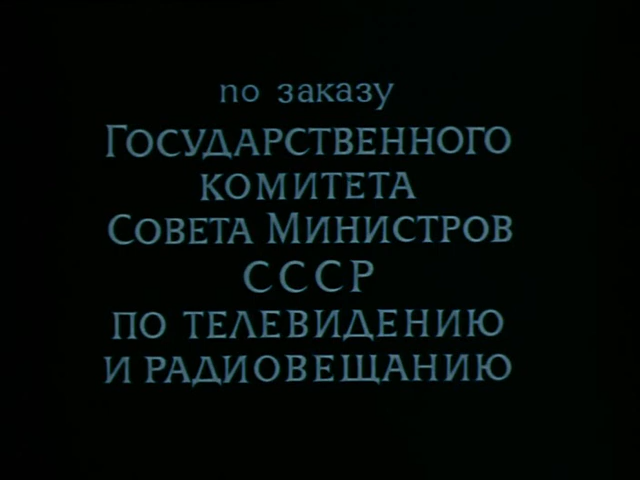 по заказу
ГОСУДАРСТВЕННОГО
КОМИТЕТА
СОВЕТА МИНИСТРОВ
СССР
ПО ТЕЛЕВИДЕНИЮ
И РАДИОВЕЩАНИЮ